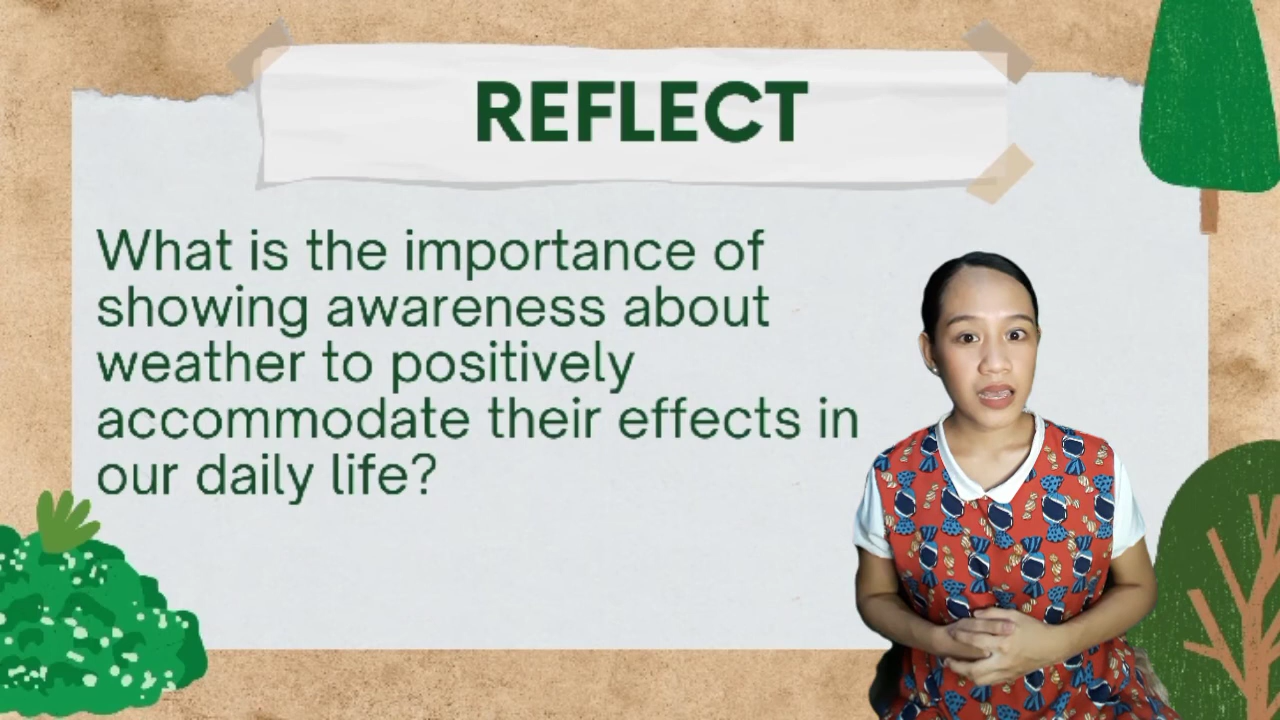 REFLECT
What is the importance of
showing awareness about
weather to positively
accommodate their effects in
our daily life?